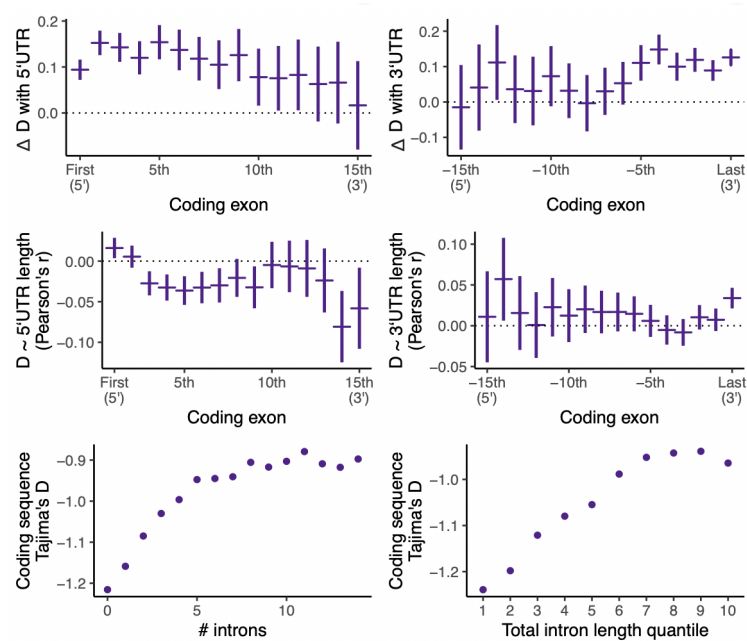 Δ D with 5'UTR
0.2
0.1
0.0
First
(5')
5th
10th
15th
(3')
Coding exon
Δ D with 3'UTR
0.2
0.1
0.0
−0.1
−15th
(5')
−10th
−5th
Last
(3')
Coding exon
D ~ 5'UTR length
(Pearson's r)
0.00
−0.05
−0.10
First
(5')
5th
10th
15th
(3')
Coding exon
D ~ 3'UTR length
(Pearson's r)
0.10
0.05
0.00
−0.05
−15th
(5')
−10th
−5th
Last
(3')
Coding exon
Coding sequence
Tajima's D
−0.9
−1.0
−1.1
−1.2
0
5
10
# introns
Coding sequence
Tajima's D
−1.0
−1.1
−1.2
1 2 3 4 5 6 7 8 9 10
Total intron length quantile